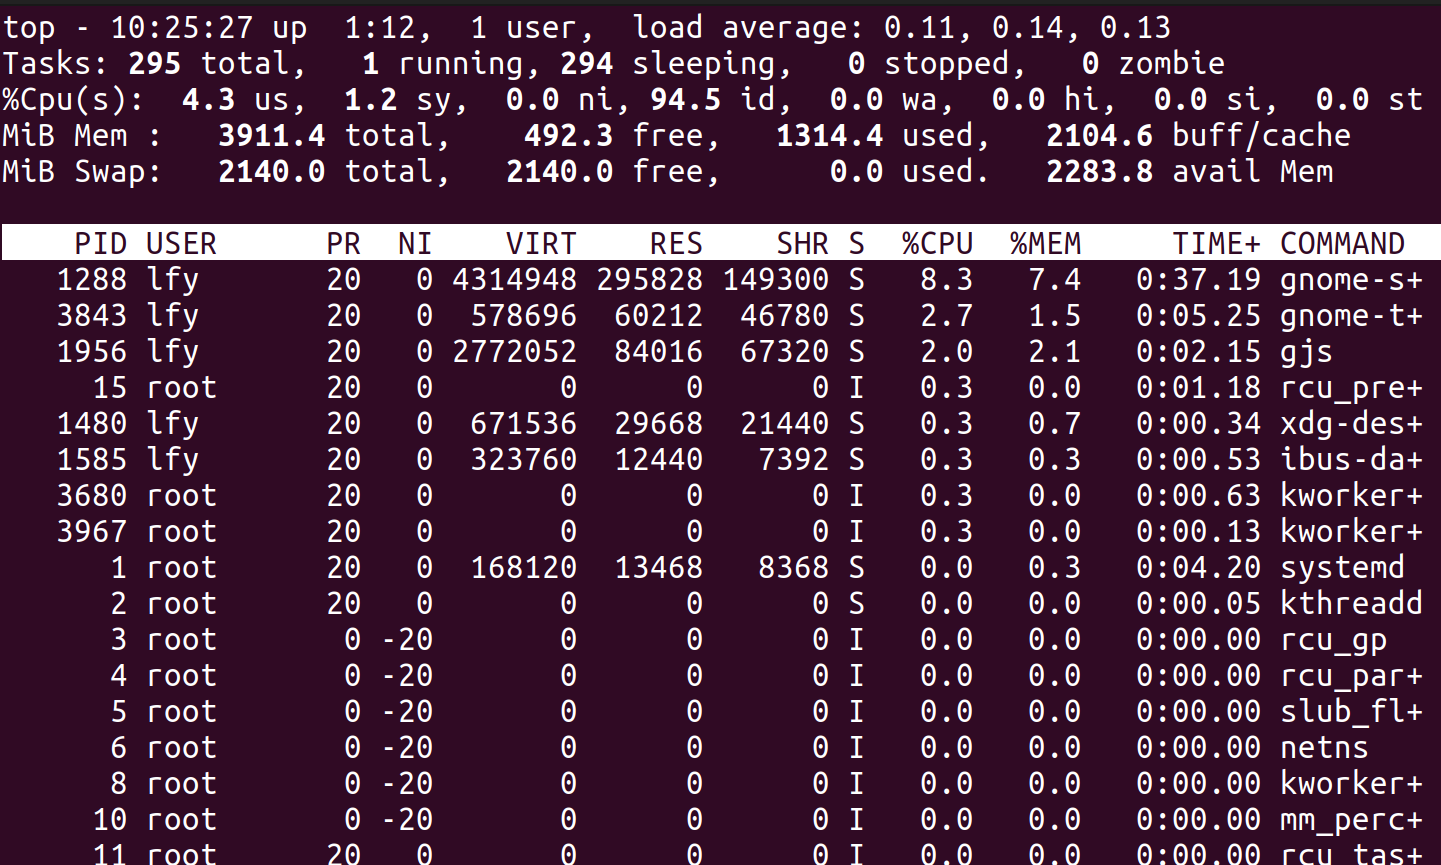 top - 10:25:27 up  1:12,  1 user,  load average: 0.11, 0.14, 0.13
Tasks: 295 total,   1 running, 294 sleeping,   0 stopped,   0 zombie
%Cpu(s):  4.3 us,  1.2 sy,  0.0 ni, 94.5 id,  0.0 wa,  0.0 hi,  0.0 si,  0.0 st
MiB Mem :   3911.4 total,    492.3 free,   1314.4 used,   2104.6 buff/cache
MiB Swap:   2140.0 total,   2140.0 free,      0.0 used.   2283.8 avail Mem
    PID USER      PR  NI    VIRT    RES    SHR S  %CPU  %MEM     TIME+ COMMAND
   1288 lfy       20   0 4314948 295828 149300 S   8.3   7.4   0:37.19 gnome-s+
   3843 lfy       20   0  578696  60212  46780 S   2.7   1.5   0:05.25 gnome-t+
   1956 lfy       20   0 2772052  84016  67320 S   2.0   2.1   0:02.15 gjs
     15 root      20   0       0      0      0 I   0.3   0.0   0:01.18 rcu_pre+
   1480 lfy       20   0  671536  29668  21440 S   0.3   0.7   0:00.34 xdg-des+
   1585 lfy       20   0  323760  12440   7392 S   0.3   0.3   0:00.53 ibus-da+
   3680 root      20   0       0      0      0 I   0.3   0.0   0:00.63 kworker+
   3967 root      20   0       0      0      0 I   0.3   0.0   0:00.13 kworker+
      1 root      20   0  168120  13468   8368 S   0.0   0.3   0:04.20 systemd
      2 root      20   0       0      0      0 S   0.0   0.0   0:00.05 kthreadd
      3 root       0 -20       0      0      0 I   0.0   0.0   0:00.00 rcu_gp
      4 root       0 -20       0      0      0 I   0.0   0.0   0:00.00 rcu_par+
      5 root       0 -20       0      0      0 I   0.0   0.0   0:00.00 slub_fl+
      6 root       0 -20       0      0      0 I   0.0   0.0   0:00.00 netns
      8 root       0 -20       0      0      0 I   0.0   0.0   0:00.00 kworker+
     10 root       0 -20       0      0      0 I   0.0   0.0   0:00.00 mm_perc+
     11 root      20   0       0      0      0 I   0.0   0.0   0:00.00 rcu_tas+